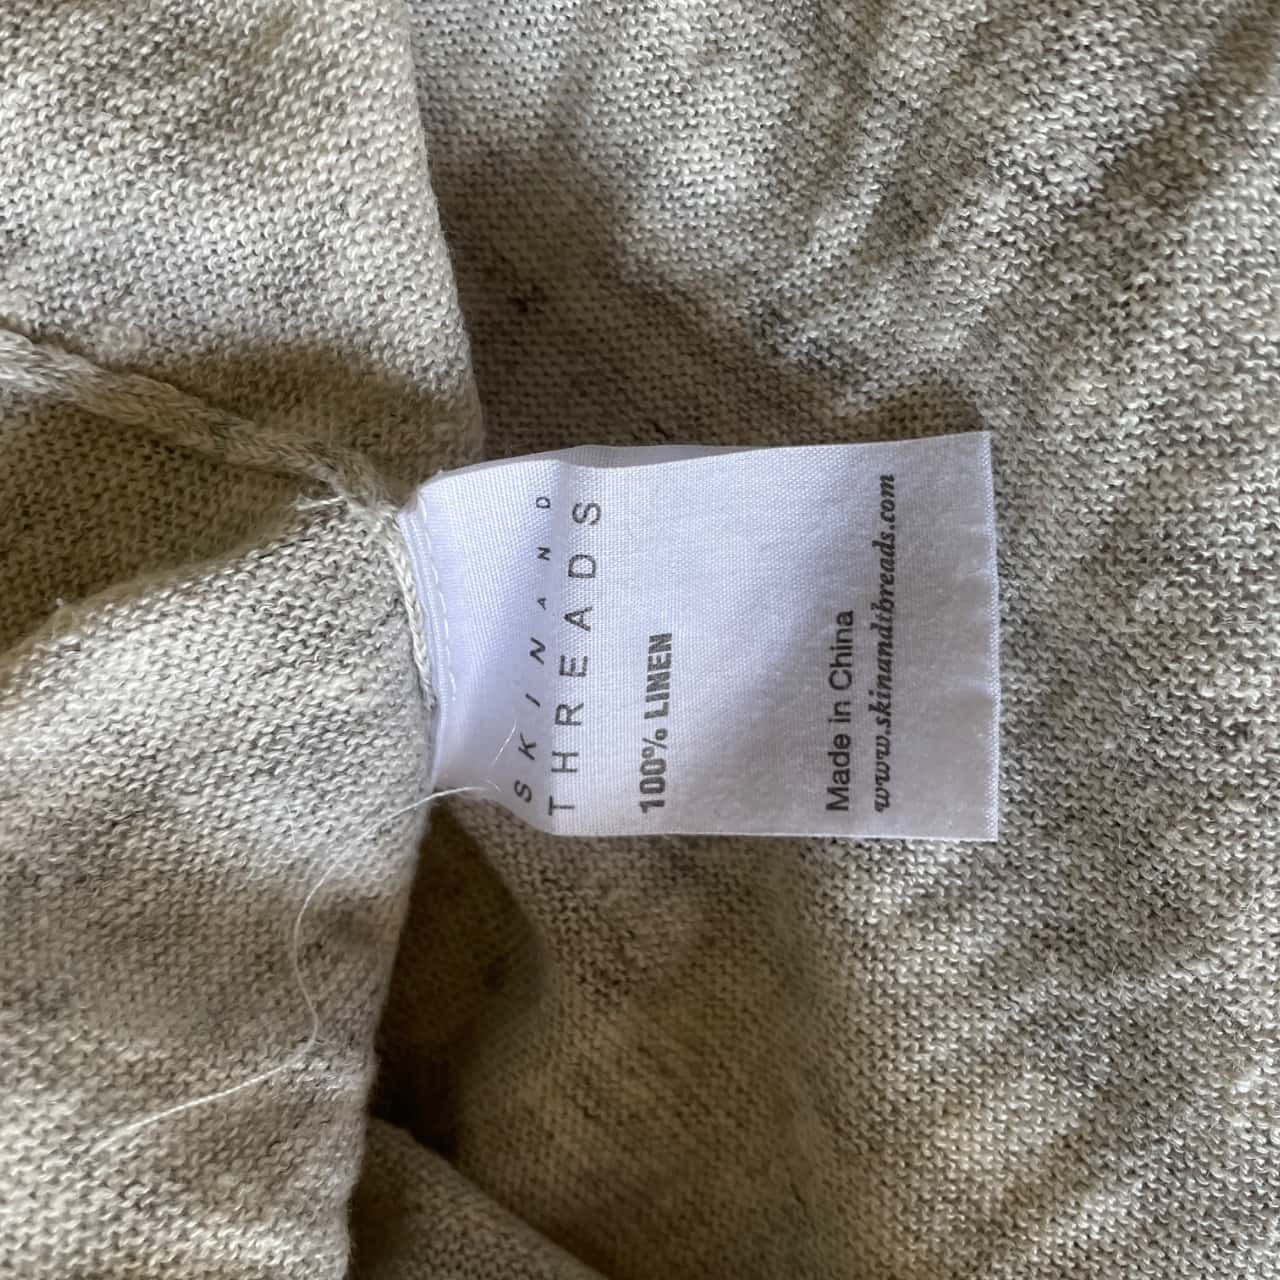 SKIN AND
THREADS
100% LINEN
Made in China
www.skinandthreads.com